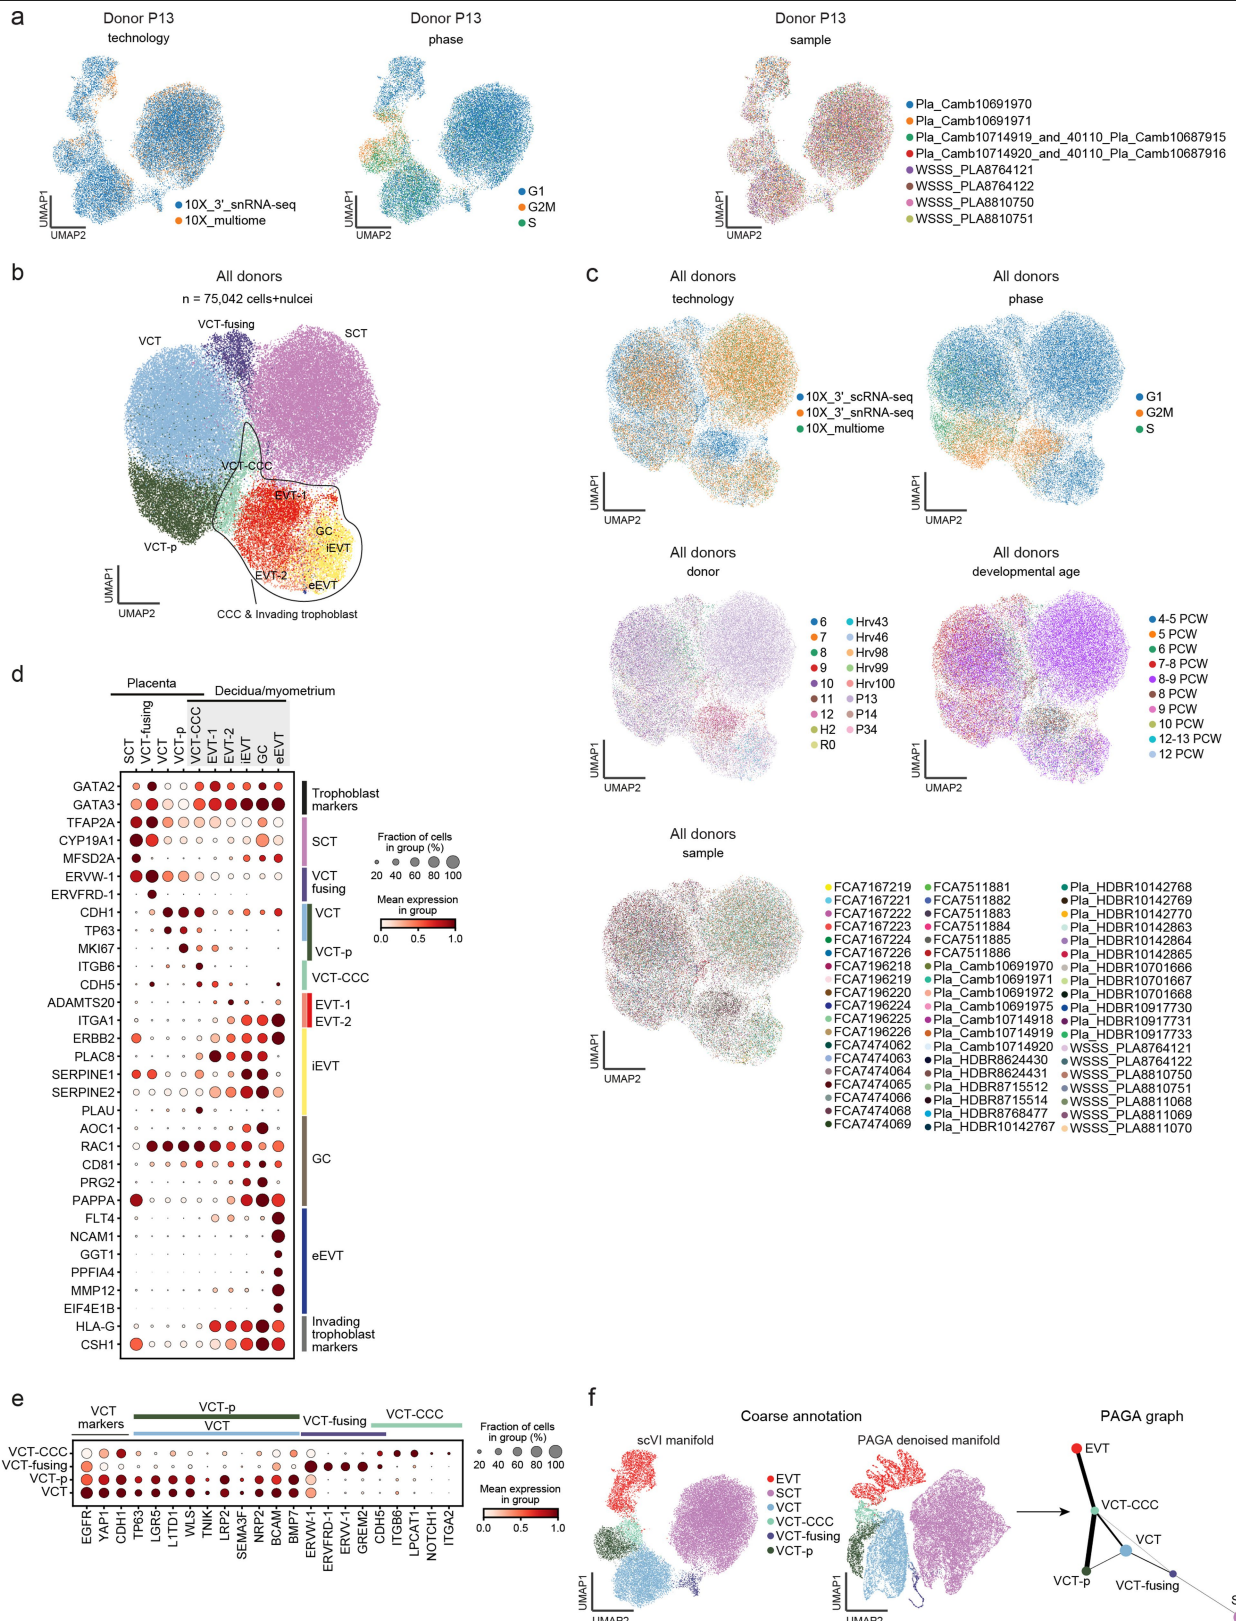 a
Donor P13
technology
UMAP1
UMAP2
10X_3'_snRNA-seq
10X_multiome
Donor P13
phase
UMAP1
UMAP2
G1
G2M
S
Donor P13
sample
UMAP1
UMAP2
Pla_Camb10691970
Pla_Camb10691971
Pla_Camb10714919_and_40110_Pla_Camb10687915
Pla_Camb10714920_and_40110_Pla_Camb10687916
WSSS_PLA8764121
WSSS_PLA8764122
WSSS_PLA8810750
WSSS_PLA8810751
b
All donors
n = 75,042 cells+nulcei
VCT-fusing
VCT
SCT
VCT-CCC
EVT-1
GC
iEVT
VCT-p
EVT-2
eEVT
UMAP1
UMAP2
CCC & Invading trophoblast
c
All donors
technology
UMAP1
UMAP2
10X_3'_scRNA-seq
10X_3'_snRNA-seq
10X_multiome
All donors
phase
UMAP1
UMAP2
G1
G2M
S
All donors
donor
UMAP1
UMAP2
6
7
8
9
10
11
12
H2
R0
Hrv43
Hrv46
Hrv98
Hrv99
Hrv100
P13
P14
P34
All donors
developmental age
UMAP1
UMAP2
4-5 PCW
5 PCW
6 PCW
7-8 PCW
8-9 PCW
8 PCW
9 PCW
10 PCW
12-13 PCW
12 PCW
All donors
sample
UMAP1
UMAP2
FCA7167219
FCA7167221
FCA7167222
FCA7167223
FCA7167224
FCA7167226
FCA7196218
FCA7196219
FCA7196220
FCA7196224
FCA7196225
FCA7196226
FCA7474062
FCA7474063
FCA7474064
FCA7474065
FCA7474066
FCA7474068
FCA7474069
FCA7511881
FCA7511882
FCA7511883
FCA7511884
FCA7511885
FCA7511886
Pla_Camb10691970
Pla_Camb10691971
Pla_Camb10691972
Pla_Camb10691975
Pla_Camb10714918
Pla_Camb10714919
Pla_Camb10714920
Pla_HDBR8624430
Pla_HDBR8624431
Pla_HDBR8715512
Pla_HDBR8715514
Pla_HDBR8768477
Pla_HDBR10142767
Pla_HDBR10142768
Pla_HDBR10142769
Pla_HDBR10142770
Pla_HDBR10142863
Pla_HDBR10142864
Pla_HDBR10142865
Pla_HDBR10701666
Pla_HDBR10701667
Pla_HDBR10701668
Pla_HDBR10917730
Pla_HDBR10917731
Pla_HDBR10917733
WSSS_PLA8764121
WSSS_PLA8764122
WSSS_PLA8810750
WSSS_PLA8810751
WSSS_PLA8811068
WSSS_PLA8811069
WSSS_PLA8811070
d
Placenta
Decidua/myometrium
SCT
VCT-fusing
VCT
VCT-p
VCT-CCC
EVT-1
EVT-2
iEVT
GC
eEVT
GATA2
GATA3
TFAP2A
CYP19A1
MFSD2A
ERVW-1
ERVFRD-1
CDH1
TP63
MKI67
ITGB6
CDH5
ADAMTS20
ITGA1
ERBB2
PLAC8
SERPINE1
SERPINE2
PLAU
AOC1
RAC1
CD81
PRG2
PAPPA
FLT4
NCAM1
GGT1
PPFIA4
MMP12
EIF4E1B
HLA-G
CSH1
Trophoblast
markers
SCT
VCT
fusing
VCT
VCT-p
VCT-CCC
EVT-1
EVT-2
iEVT
GC
eEVT
Invading
trophoblast
markers
Fraction of cells
in group (%)
20 40 60 80 100
Mean expression
in group
0.0 0.5 1.0
e
VCT
markers
VCT-p
VCT
VCT-fusing
VCT-CCC
VCT-CCC
VCT-fusing
VCT-p
VCT
EGFR
YAP1
CDH1
TP63
LGR5
L1TD1
WLS
TNIK
LRP2
SEMA3F
NRP2
BCAM
BMP7
ERVW-1
ERVFRD-1
ERVV-1
GREM2
CDH5
ITGB6
LPCAT1
NOTCH1
ITGA2
Fraction of cells
in group (%)
20 40 60 80 100
Mean expression
in group
0.0 0.5 1.0
f
Coarse annotation
scVI manifold
UMAP1
UMAP2
EVT
SCT
VCT
VCT-CCC
VCT-fusing
VCT-p
PAGA denoised manifold
UMAP1
UMAP2
PAGA graph
EVT
VCT-CCC
VCT
VCT-p
VCT-fusing